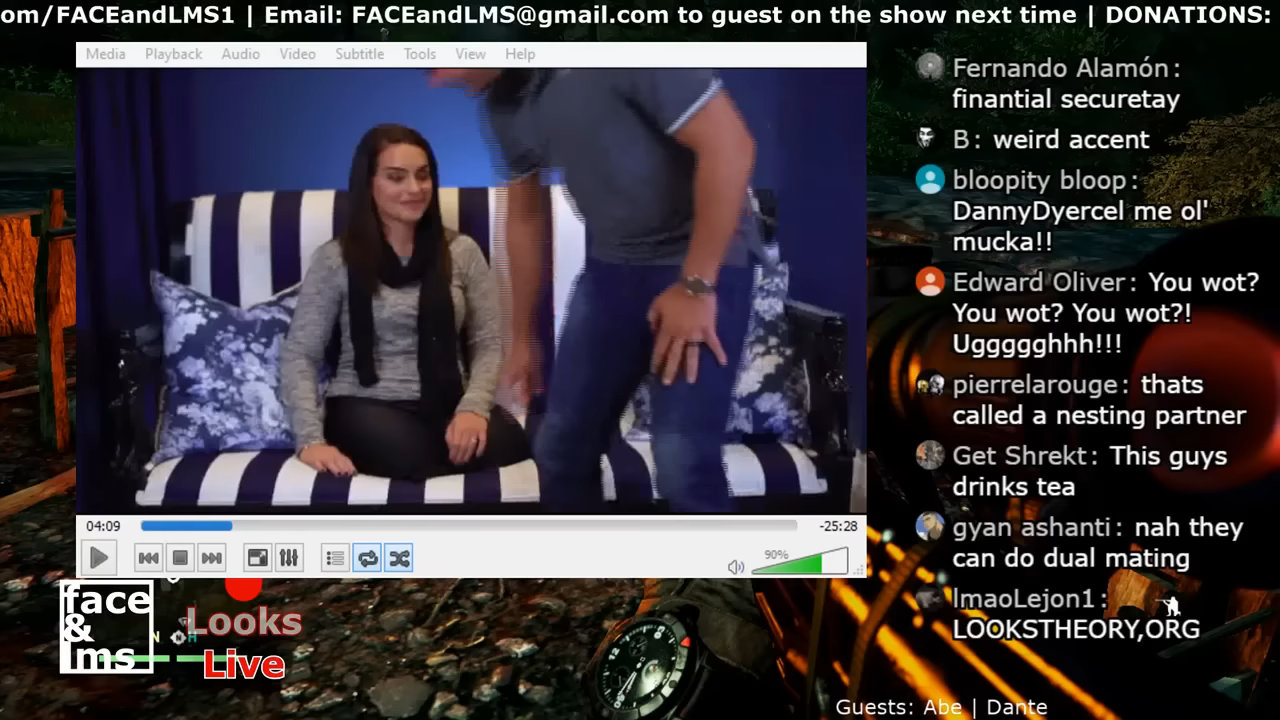 om/FACEandLMS1 | Email: FACEandLMS@gmail.com to guest on the show next time | DONATIONS:
Media Playback Audio Video Subtitle Tools View Help
04:09
-25:28
90%
face
&
lms
Looks
Live
Fernando Alamón:
finantial securetay
B: weird accent
bloopity bloop:
DannyDyercel me ol'
mucka!!
Edward Oliver: You wot?
You wot? You wot?!
Uggggghhh!!!
pierrelarouge: thats
called a nesting partner
Get Shrekt: This guys
drinks tea
gyan ashanti: nah they
can do dual mating
lmaoLejon1:
LOOKSTHEORY,ORG
Guests: Abe | Dante